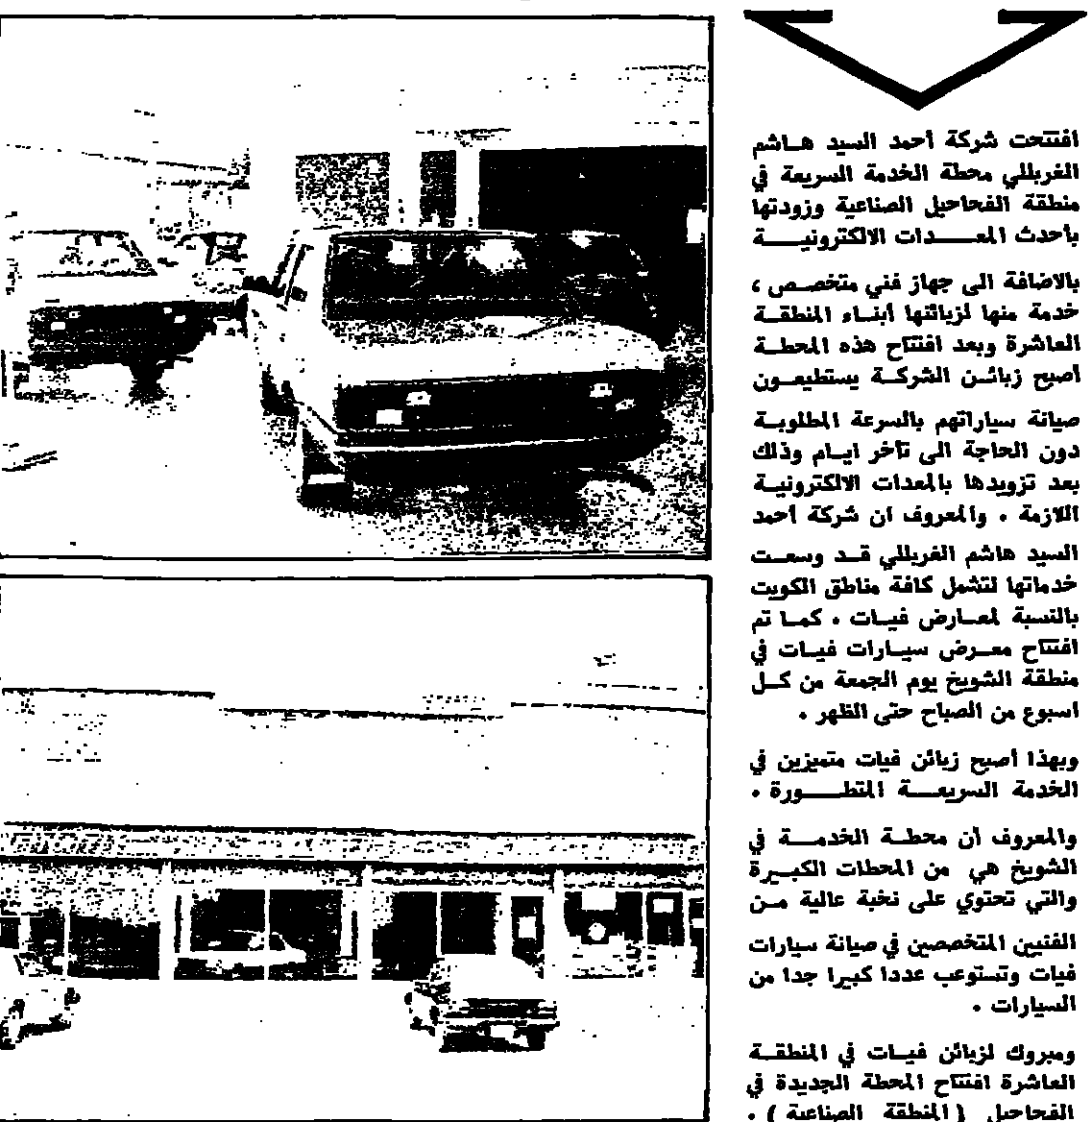 افتتحت شركة أحمد السيد هاشم
الغربللي محطة الخدمة السريعة في
منطقة الفحاحيل الصناعية وزودتها
بأحدث المعدات الالكترونية
بالاضافة الى جهاز فني متخصص ،
خدمة منها لزبائنها أبناء المنطقة
العاشرة وبعد افتتاح هذه المحطة
أصبح زبائن الشركة يستطيعون
صيانة سياراتهم بالسرعة المطلوبة
دون الحاجة الى تأخر ايام وذلك
بعد تزويدها بالمعدات الالكترونية
اللازمة . والمعروف ان شركة أحمد
السيد هاشم الغربللي قد وسعت
خدماتها لتشمل كافة مناطق الكويت
بالنسبة لمعارض فيات . كما تم
افتتاح معرض سيارات فيات في
منطقة الشويخ يوم الجمعة من كل
اسبوع من الصباح حتى الظهر .
وبهذا أصبح زبائن فيات متميزين في
الخدمة السريعة المتطورة .
والمعروف أن محطة الخدمة في
الشويخ هي من المحطات الكبيرة
والتي تحتوي على نخبة عالية من
الفنيين المتخصصين في صيانة سيارات
فيات وتستوعب عددا كبيرا جدا من
السيارات .
ومبروك لزبائن فيات في المنطقة
العاشرة افتتاح المحطة الجديدة في
الفحاحيل ( المنطقة الصناعية ) .